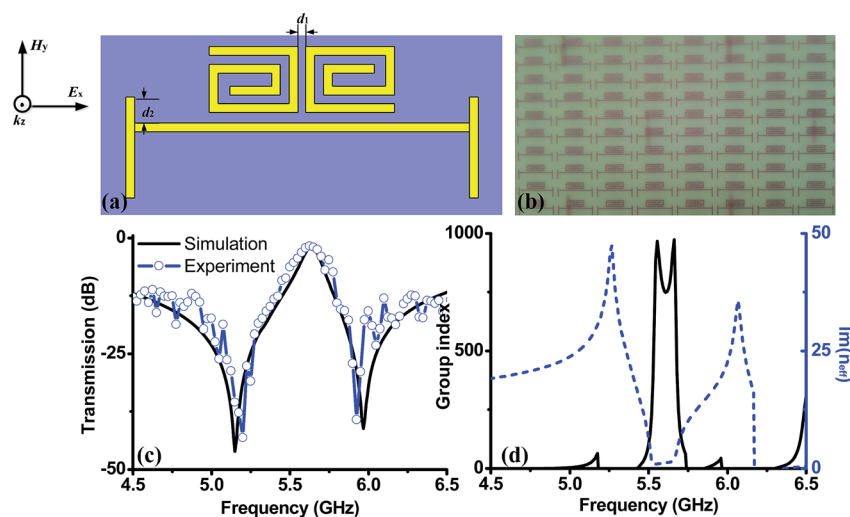 Hy
Ex
kz
d1
d2
(a)
(b)
0
-25
-50
Transmission (dB)
Simulation
Experiment
(c)
4.5 5.0 5.5 6.0 6.5
Frequency (GHz)
1000
500
0
Group index
50
25
0
Im(neff)
(d)
4.5 5.0 5.5 6.0 6.5
Frequency (GHz)